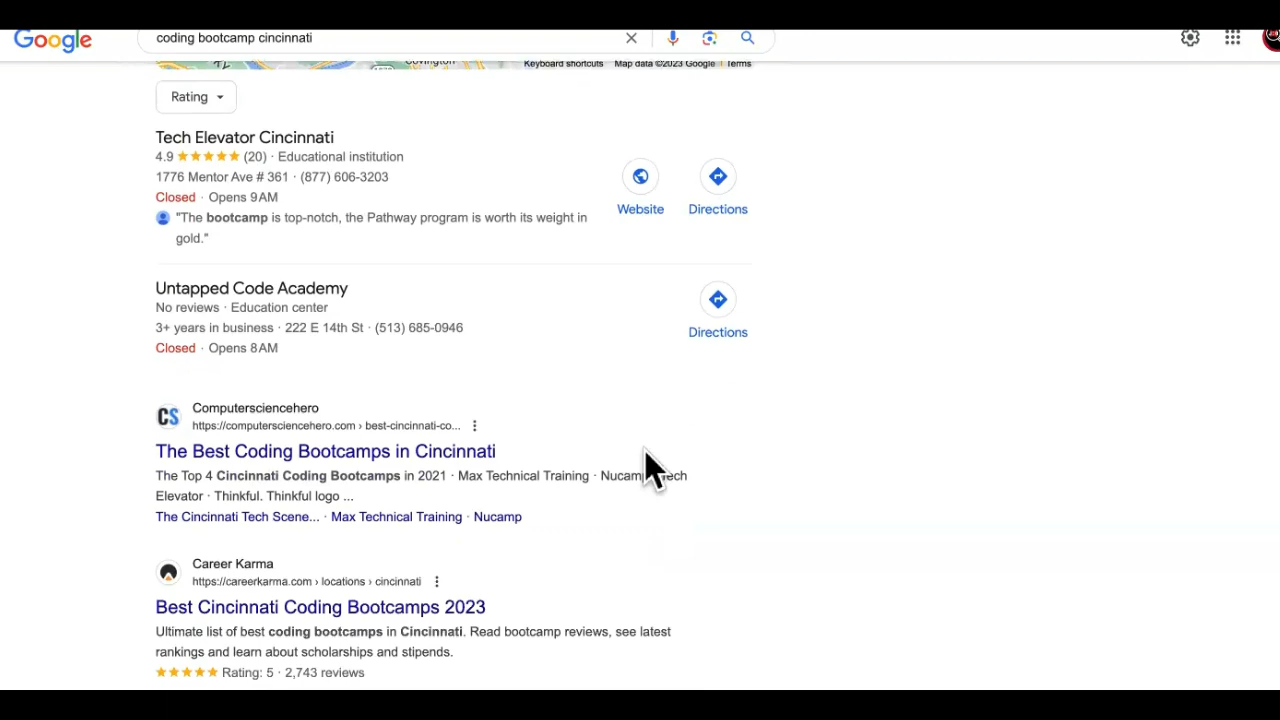 Google
coding bootcamp cincinnati
Covington
Keyboard shortcuts Map data ©2023 Google Terms
Rating
Tech Elevator Cincinnati
4.9 (20) · Educational institution
1776 Mentor Ave # 361 · (877) 606-3203
Closed · Opens 9 AM
"The bootcamp is top-notch, the Pathway program is worth its weight in
gold."
Website
Directions
Untapped Code Academy
No reviews · Education center
3+ years in business · 222 E 14th St · (513) 685-0946
Closed · Opens 8 AM
Directions
CS
Computersciencehero
https://computersciencehero.com › best-cincinnati-co...
The Best Coding Bootcamps in Cincinnati
The Top 4 Cincinnati Coding Bootcamps in 2021 · Max Technical Training · Nucamp
Elevator · Thinkful. Thinkful logo ...
The Cincinnati Tech Scene... · Max Technical Training · Nucamp
Career Karma
https://careerkarma.com › locations › cincinnati
Best Cincinnati Coding Bootcamps 2023
Ultimate list of best coding bootcamps in Cincinnati. Read bootcamp reviews, see latest
rankings and learn about scholarships and stipends.
Rating: 5 · 2,743 reviews